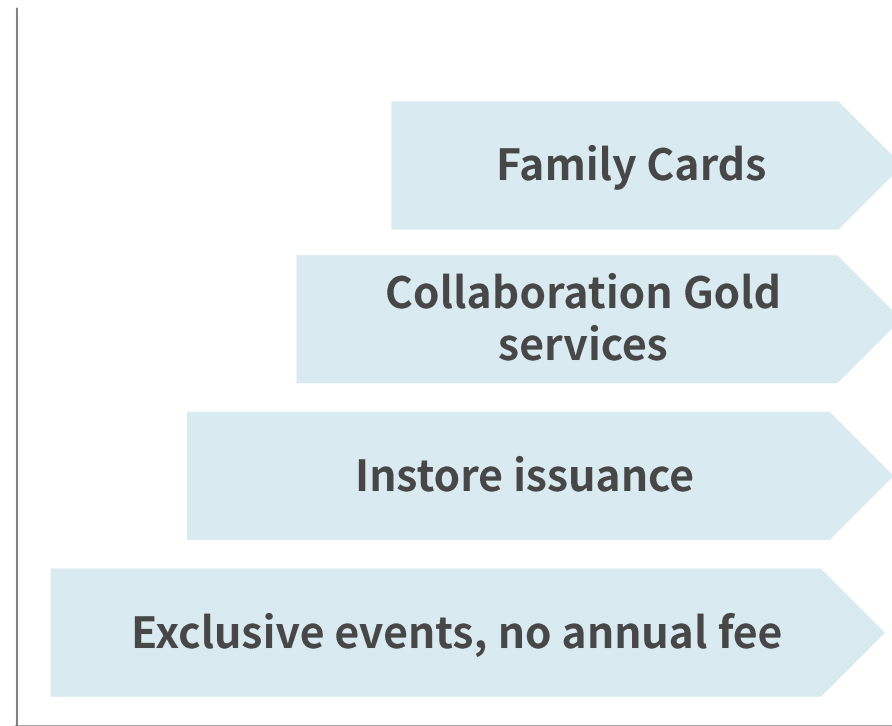 Family Cards
Collaboration Gold
services
Instore issuance
Exclusive events, no annual fee